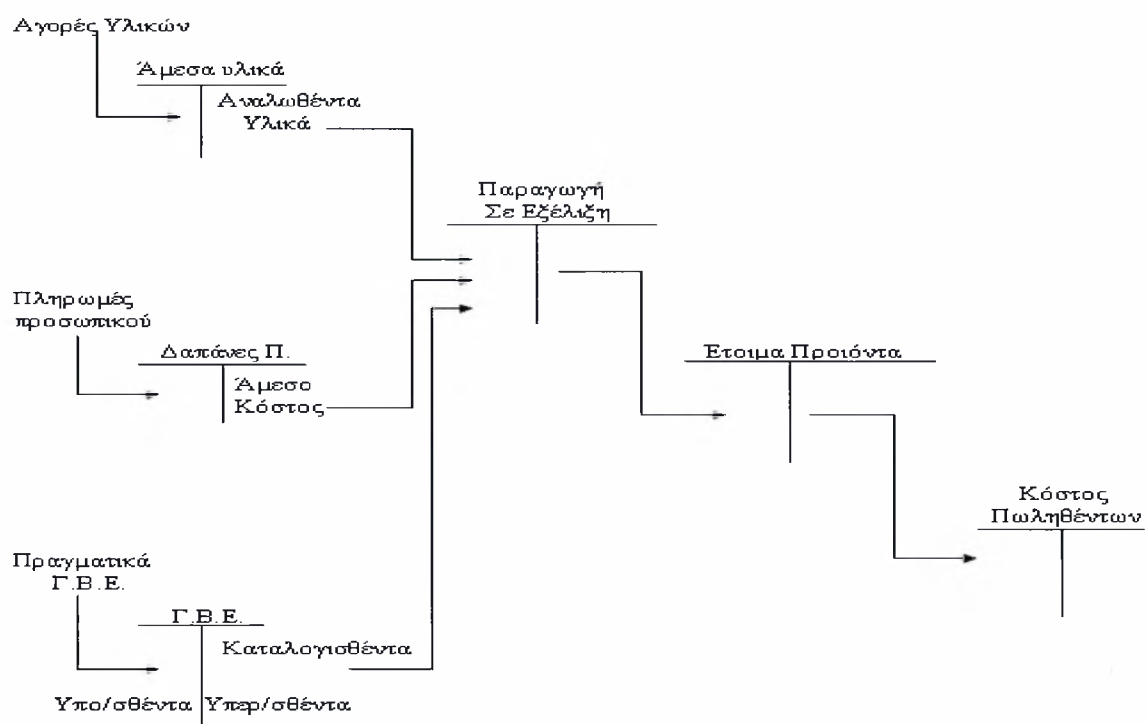 Αγορές Υλικών
Άμεσα υλικά
Αναλωθέντα
Υλικά
Παραγωγή
Σε Εξέλιξη
Πληρωμές
προσωπικού
Δαπάνες Π.
Άμεσο
Κόστος
Έτοιμα Προιόντα
Κόστος
Πωληθέντων
Πραγματικά
Γ.Β.Ε.
Γ.Β.Ε.
Καταλογισθέντα
Υπο/σθέντα Υπερ/σθέντα